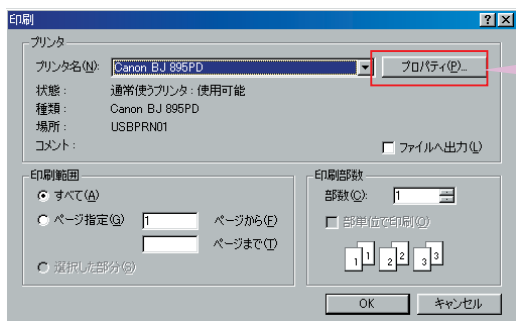 印刷
プリンタ
プリンタ名(N): Canon BJ 895PD プロパティ(P)...
状態: 通常使うプリンタ : 使用可能
種類: Canon BJ 895PD
場所: USBPRN01
コメント: ファイルへ出力(L)
印刷範囲
すべて(A)
ページ指定(G) 1 ページから(F)
ページまで(T)
選択した部分(S)
印刷部数
部数(C): 1
部単位で印刷(O)
1 1 2 2 3 3
OK キャンセル